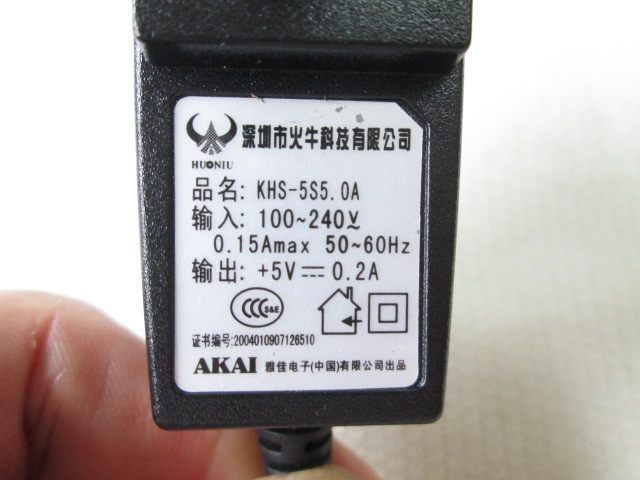 深圳市火牛科技有限公司
HUONIU
品名: KHS-5S5.0A
输入: 100~240V
0.15Amax 50~60Hz
输出: +5V⎓0.2A
CCC S&E
证书编号:2004010907126510
AKAI 雅佳电子(中国)有限公司出品